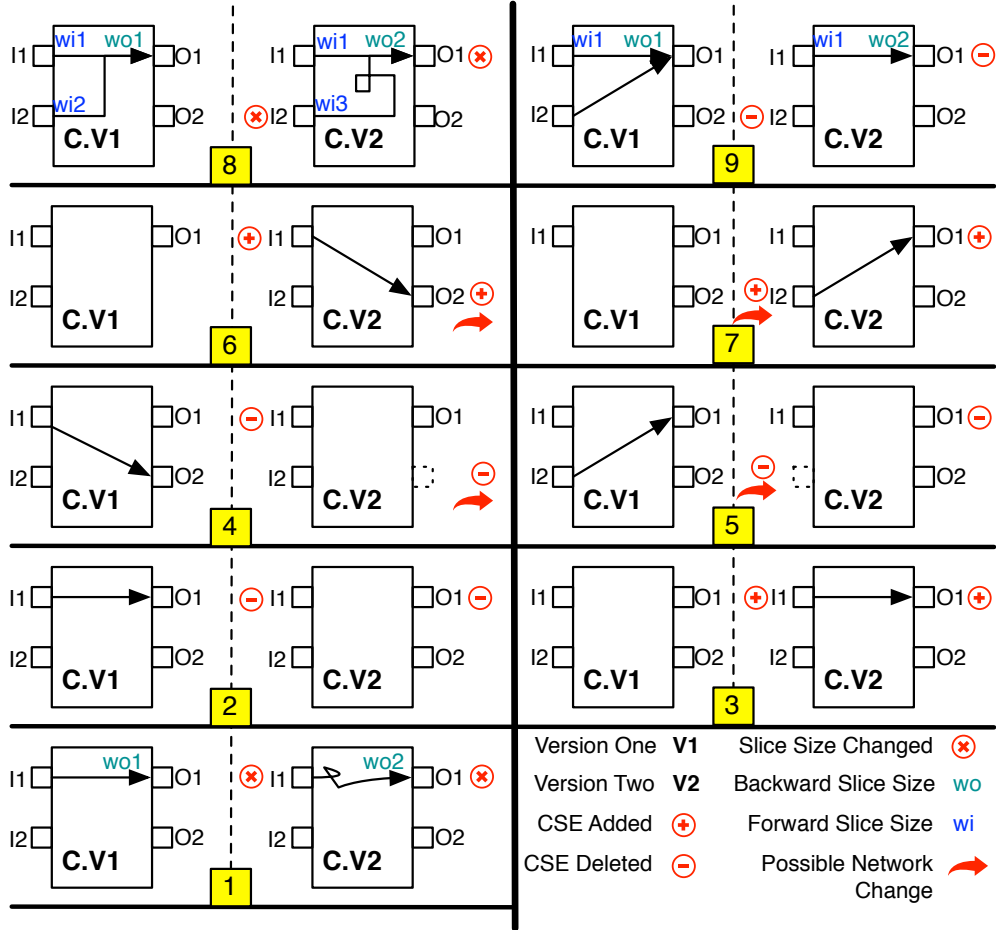 wi1 wo1 wi1 wo2 wi1 wo1 wi1 wo2
I1 O1 I1 O1 I1 O1 I1 O1
wi2 wi3
I2 O2 I2 O2 I2 O2 I2 O2
C.V1 C.V2 C.V1 C.V2
8 9
I1 O1 I1 O1 I1 O1 I1 O1
I2 I2 O2 O2 I2 O2
C.V1 C.V2 C.V1 C.V2
6 7
I1 O1 I1 O1 I1 O1 I1 O1
I2 O2 I2 O2 I2 O2 O2
C.V1 C.V2 C.V1 C.V2
4 5
I1 O1 I1 O1 I1 O1 I1 O1
I2 O2 I2 O2 I2 O2 I2 O2
C.V1 C.V2 C.V1 C.V2
2 3
wo1 wo2
I1 O1 I1 O1
I2 O2 I2 O2
C.V1 C.V2
1
Version One V1 Slice Size Changed
Version Two V2 Backward Slice Size wo
CSE Added Forward Slice Size wi
CSE Deleted Possible Network
Change